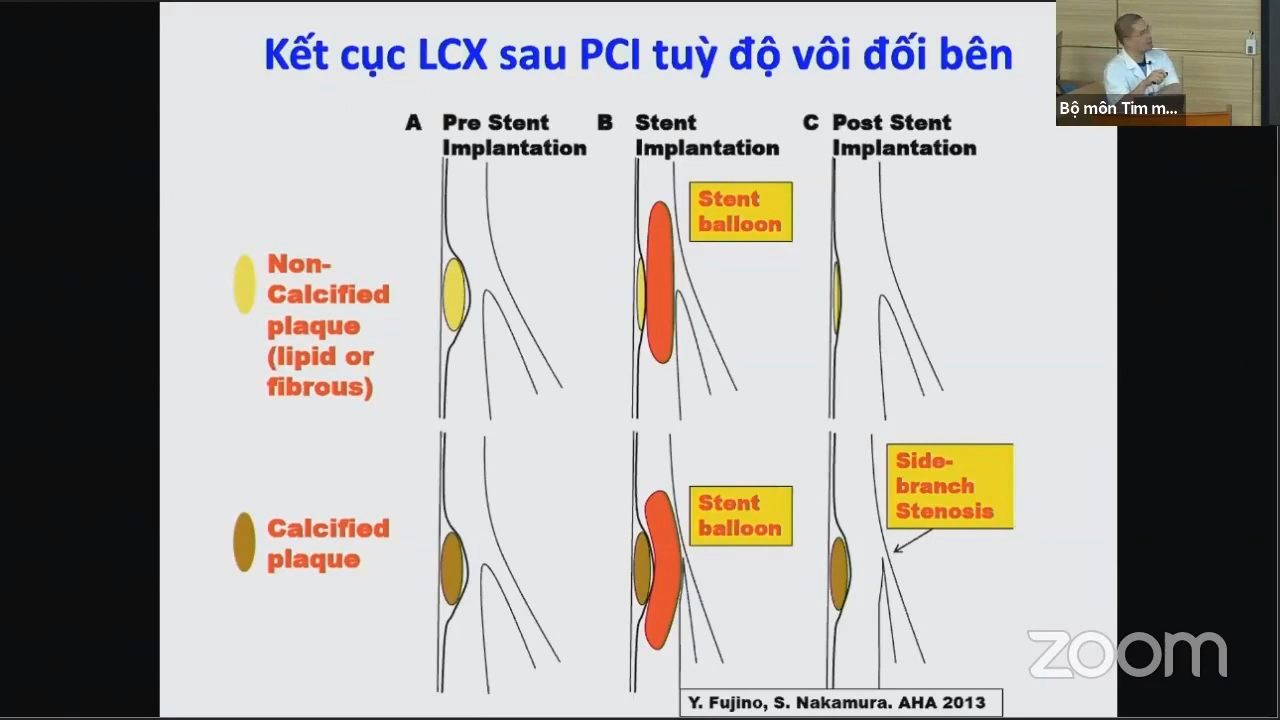 Kết cục LCX sau PCI tuỳ độ vôi đối bên
Bộ môn Tim m...
A Pre Stent
Implantation
B Stent
Implantation
C Post Stent
Implantation
Stent
balloon
Non-
Calcified
plaque
(lipid or
fibrous)
Side-
branch
Stenosis
Stent
balloon
Calcified
plaque
zoom
Y. Fujino, S. Nakamura. AHA 2013